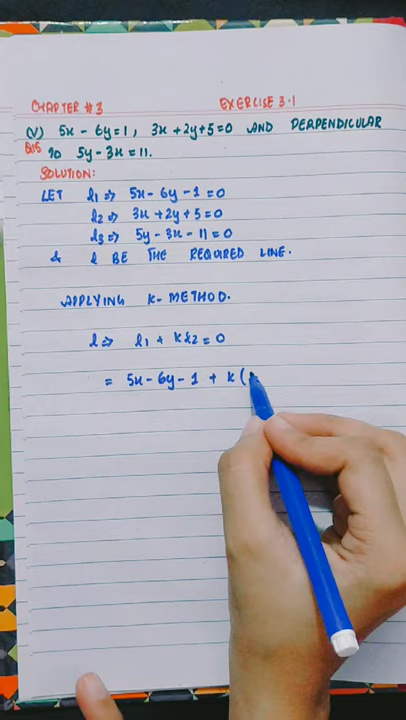 CHAPTER #3 EXERCISE 3.1
(V) 5x - 6y=1, 3x+2y+5=0 AND PERPENDICULAR
Q15 to 5y-3x=11.
SOLUTION:
LET l1 ⇒ 5x-6y-1=0
l2 ⇒ 3x+2y+5=0
l3 ⇒ 5y-3x-11=0
& l BE THE REQUIRED LINE.
APPLYING K-METHOD.
l ⇒ l1 + kl2 = 0
= 5x-6y-1 + k(